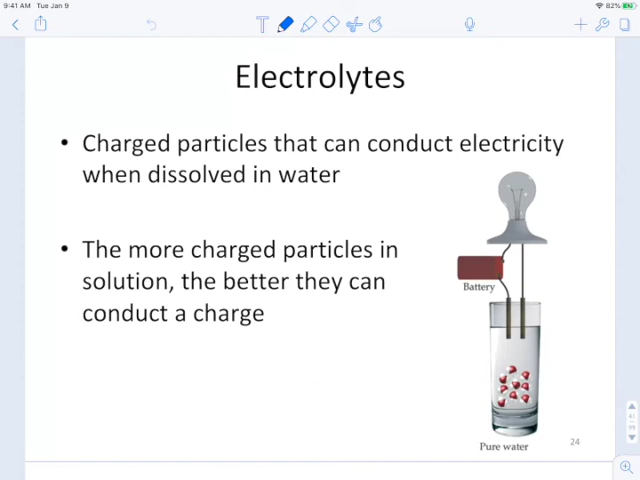 9:41 AM Tue Jan 9
82%
T
Electrolytes
• Charged particles that can conduct electricity
when dissolved in water
• The more charged particles in
solution, the better they can
conduct a charge
Battery
Pure water
24